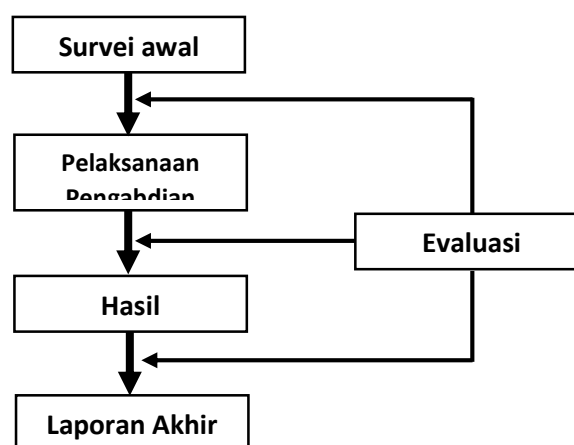 Survei awal
Pelaksanaan
Pengabdian
Evaluasi
Hasil
Laporan Akhir